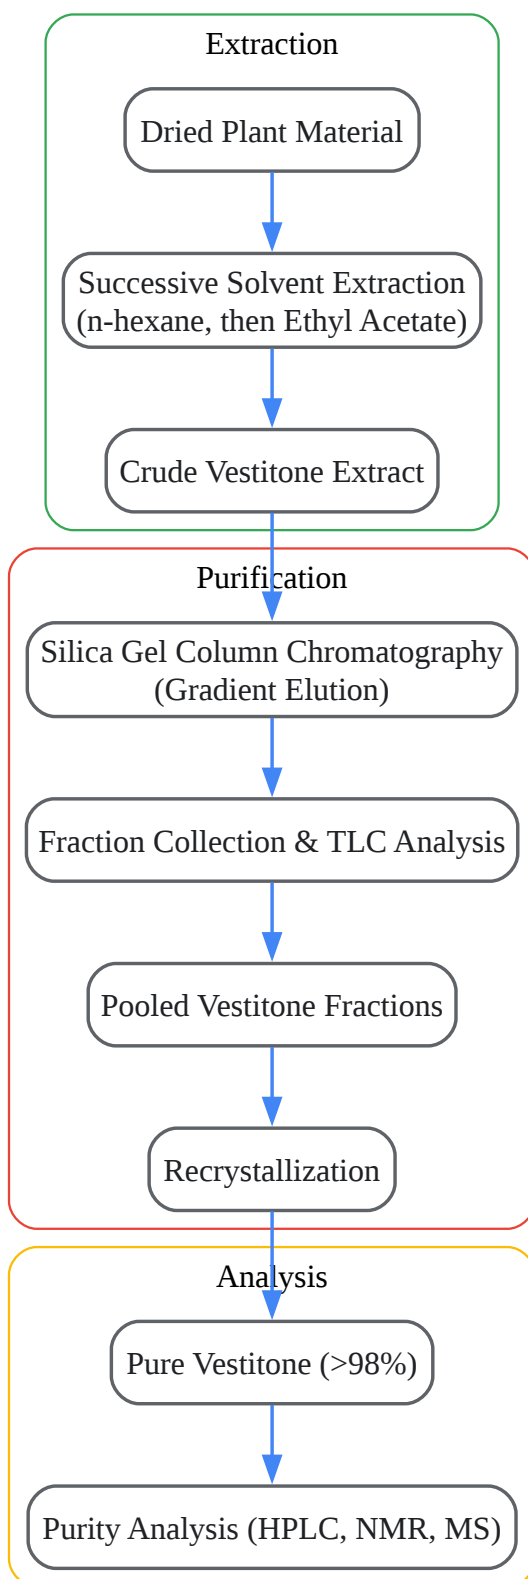 Extraction
Dried Plant Material
Successive Solvent Extraction
(n-hexane, then Ethyl Acetate)
Crude Vestitone Extract
Purification
Silica Gel Column Chromatography
(Gradient Elution)
Fraction Collection & TLC Analysis
Pooled Vestitone Fractions
Recrystallization
Analysis
Pure Vestitone (>98%)
Purity Analysis (HPLC, NMR, MS)